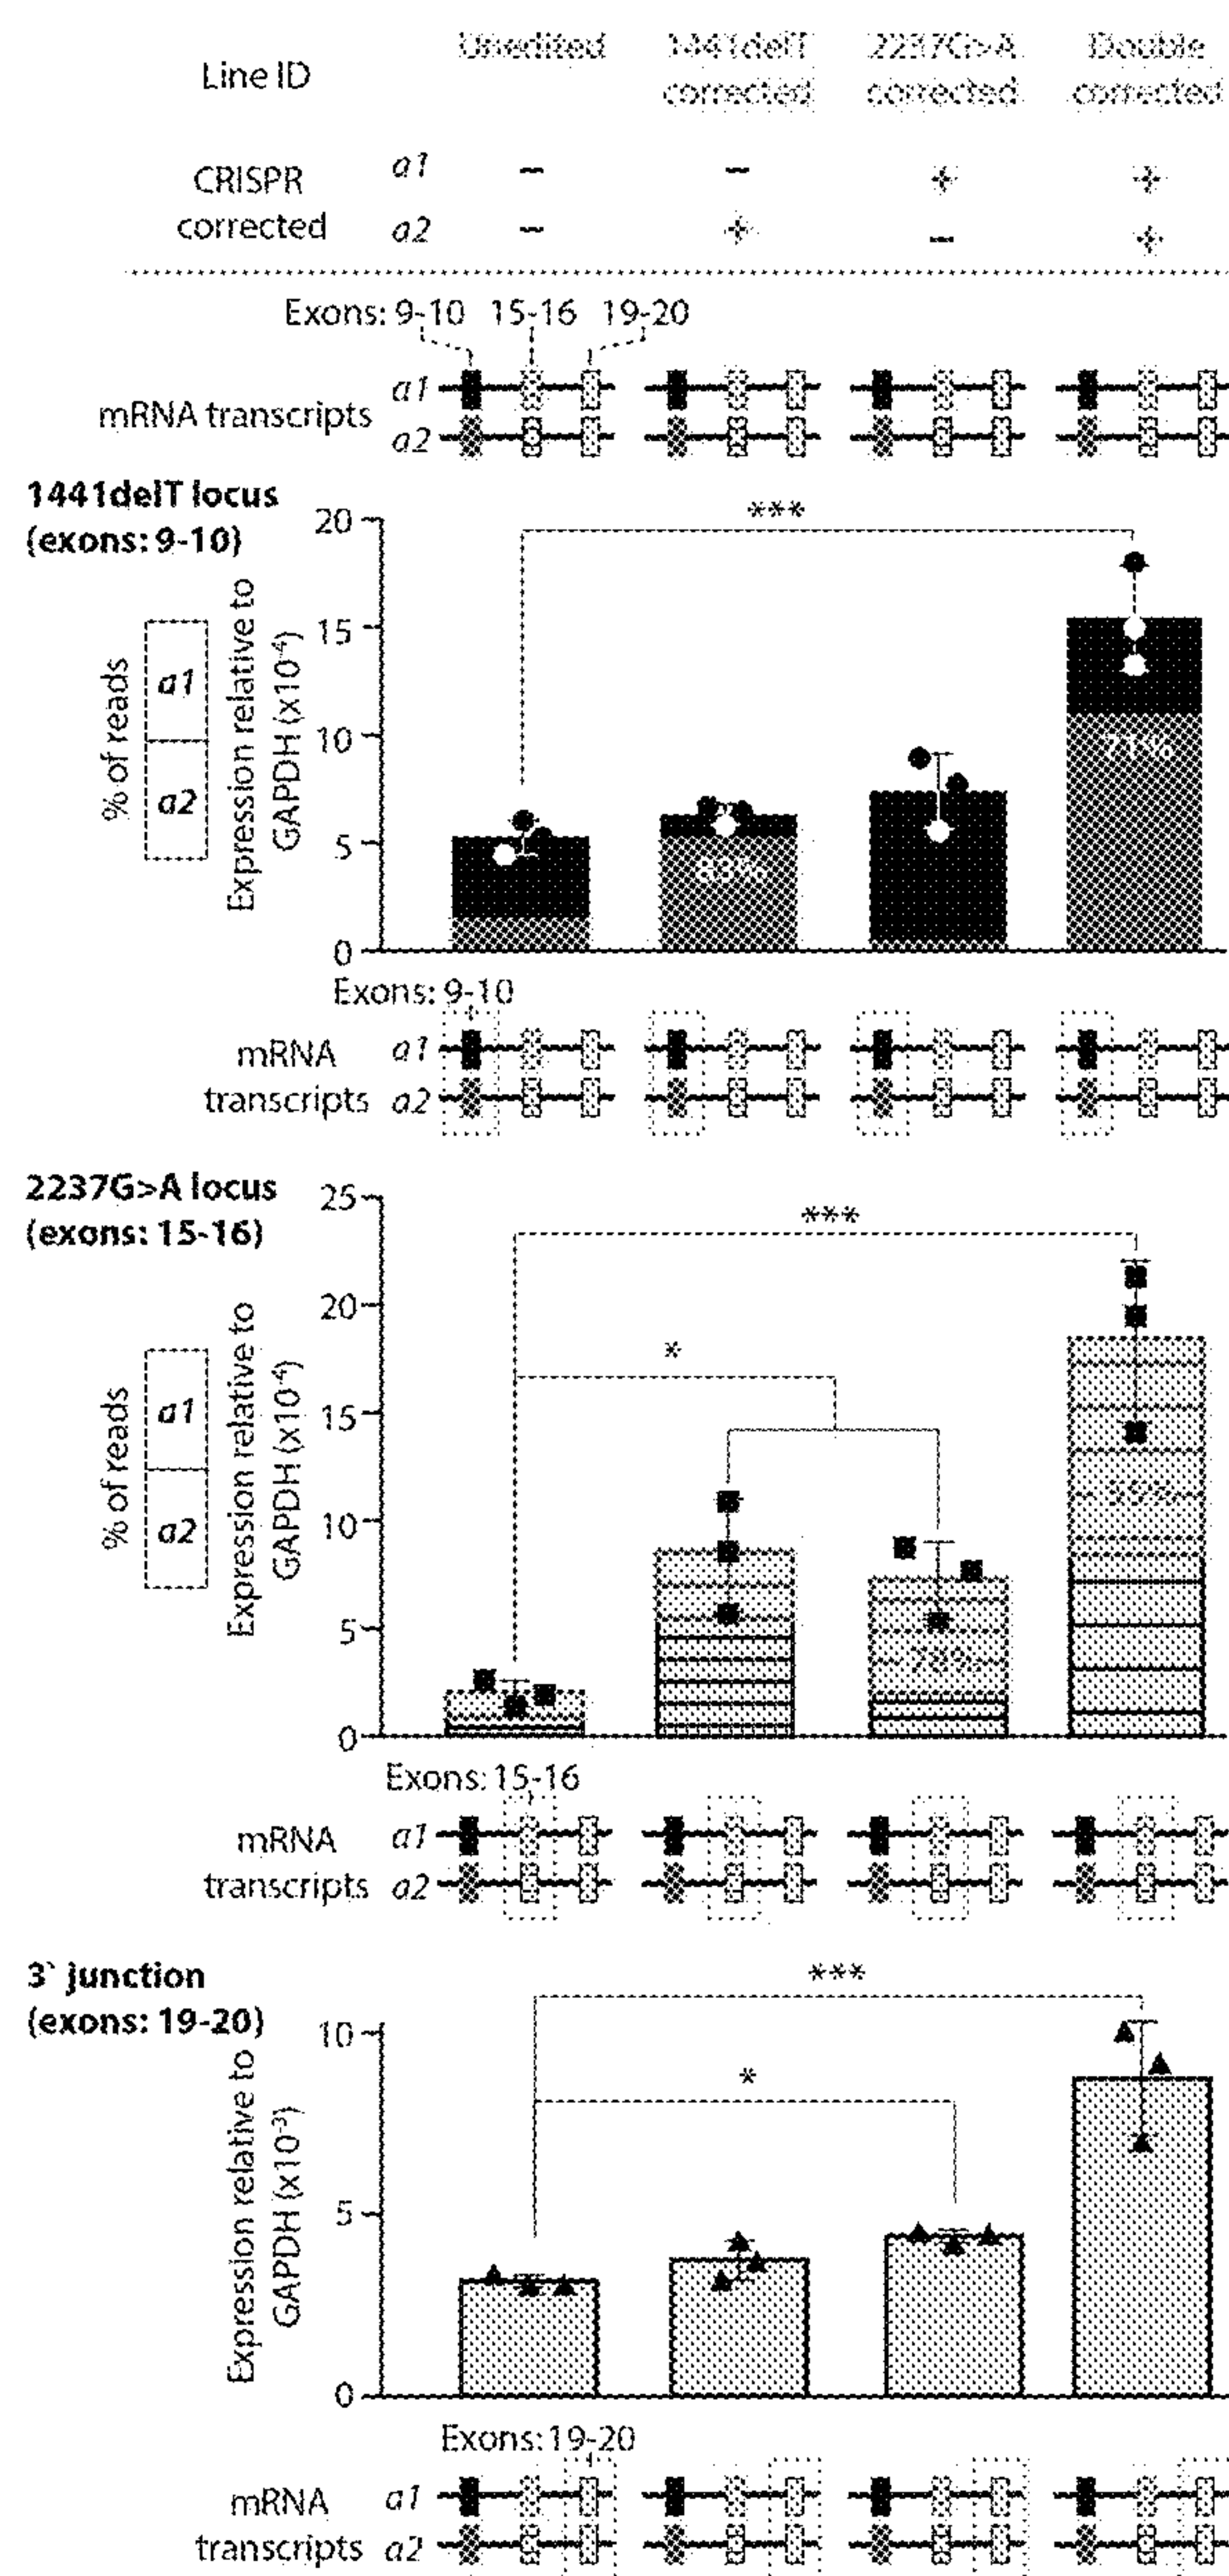 Line ID
Unedited
1441delT corrected
2237G>A corrected
Double corrected
CRISPR corrected
a1 − − + +
a2 − + − +
Exons: 9-10 15-16 19-20
mRNA transcripts
a1
a2
1441delT locus
(exons: 9-10)
***
% of reads
a1
a2
Expression relative to
GAPDH (x10⁻⁴)
20
15
10
5
0
83%
71%
Exons: 9-10
mRNA
transcripts
a1
a2
2237G>A locus
(exons: 15-16)
***
*
% of reads
a1
a2
Expression relative to
GAPDH (x10⁻⁴)
25
20
15
10
5
0
78%
Exons: 15-16
mRNA
transcripts
a1
a2
3` junction
(exons: 19-20)
***
*
Expression relative to
GAPDH (x10⁻³)
10
5
0
Exons: 19-20
mRNA
transcripts
a1
a2